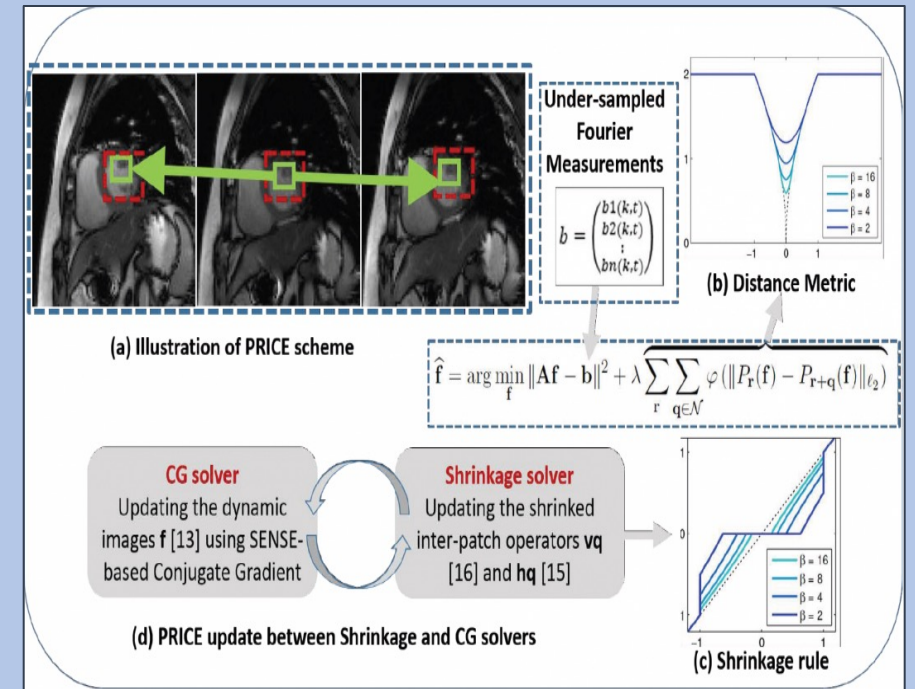 (a) Illustration of PRICE scheme
Under-sampled
Fourier
Measurements
b = (b1(k,t)
b2(k,t)
:
bn(k,t))
2
1
0
−1 0 1
β = 16
β = 8
β = 4
β = 2
(b) Distance Metric
f̂ = arg min_f ‖Af − b‖² + λ ∑_r ∑_{q∈𝒩} φ (‖P_r(f) − P_{r+q}(f)‖_{ℓ₂})
CG solver
Updating the dynamic
images f [13] using SENSE-
based Conjugate Gradient
Shrinkage solver
Updating the shrinked
inter-patch operators vq
[16] and hq [15]
(d) PRICE update between Shrinkage and CG solvers
1
0
1
−1 0 1
β = 16
β = 8
β = 4
β = 2
(c) Shrinkage rule